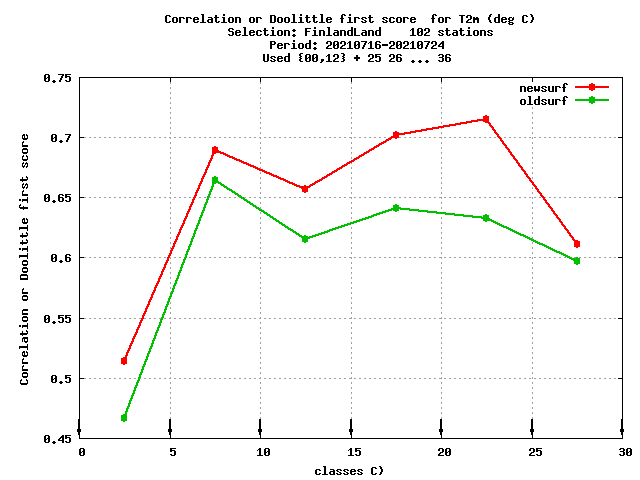 Correlation or Doolittle first score  for T2m (deg C)
Selection: FinlandLand    102 stations
Period: 20210716-20210724
Used {00,12} + 25 26 ... 36
newsurf
oldsurf
0.75
0.7
0.65
0.6
0.55
0.5
0.45
Correlation or Doolittle first score
0 5 10 15 20 25 30
classes C)